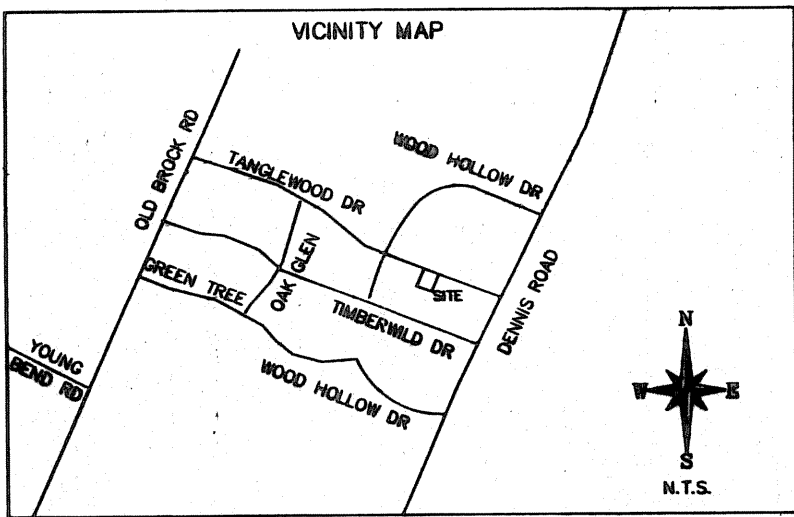 VICINITY MAP
WOOD HOLLOW DR
OLD BROCK RD
TANGLEWOOD DR
GREEN TREE
OAK GLEN
SITE
TIMBERWILD DR
DENNIS ROAD
YOUNG
BEND RD
WOOD HOLLOW DR
N
W
E
S
N.T.S.